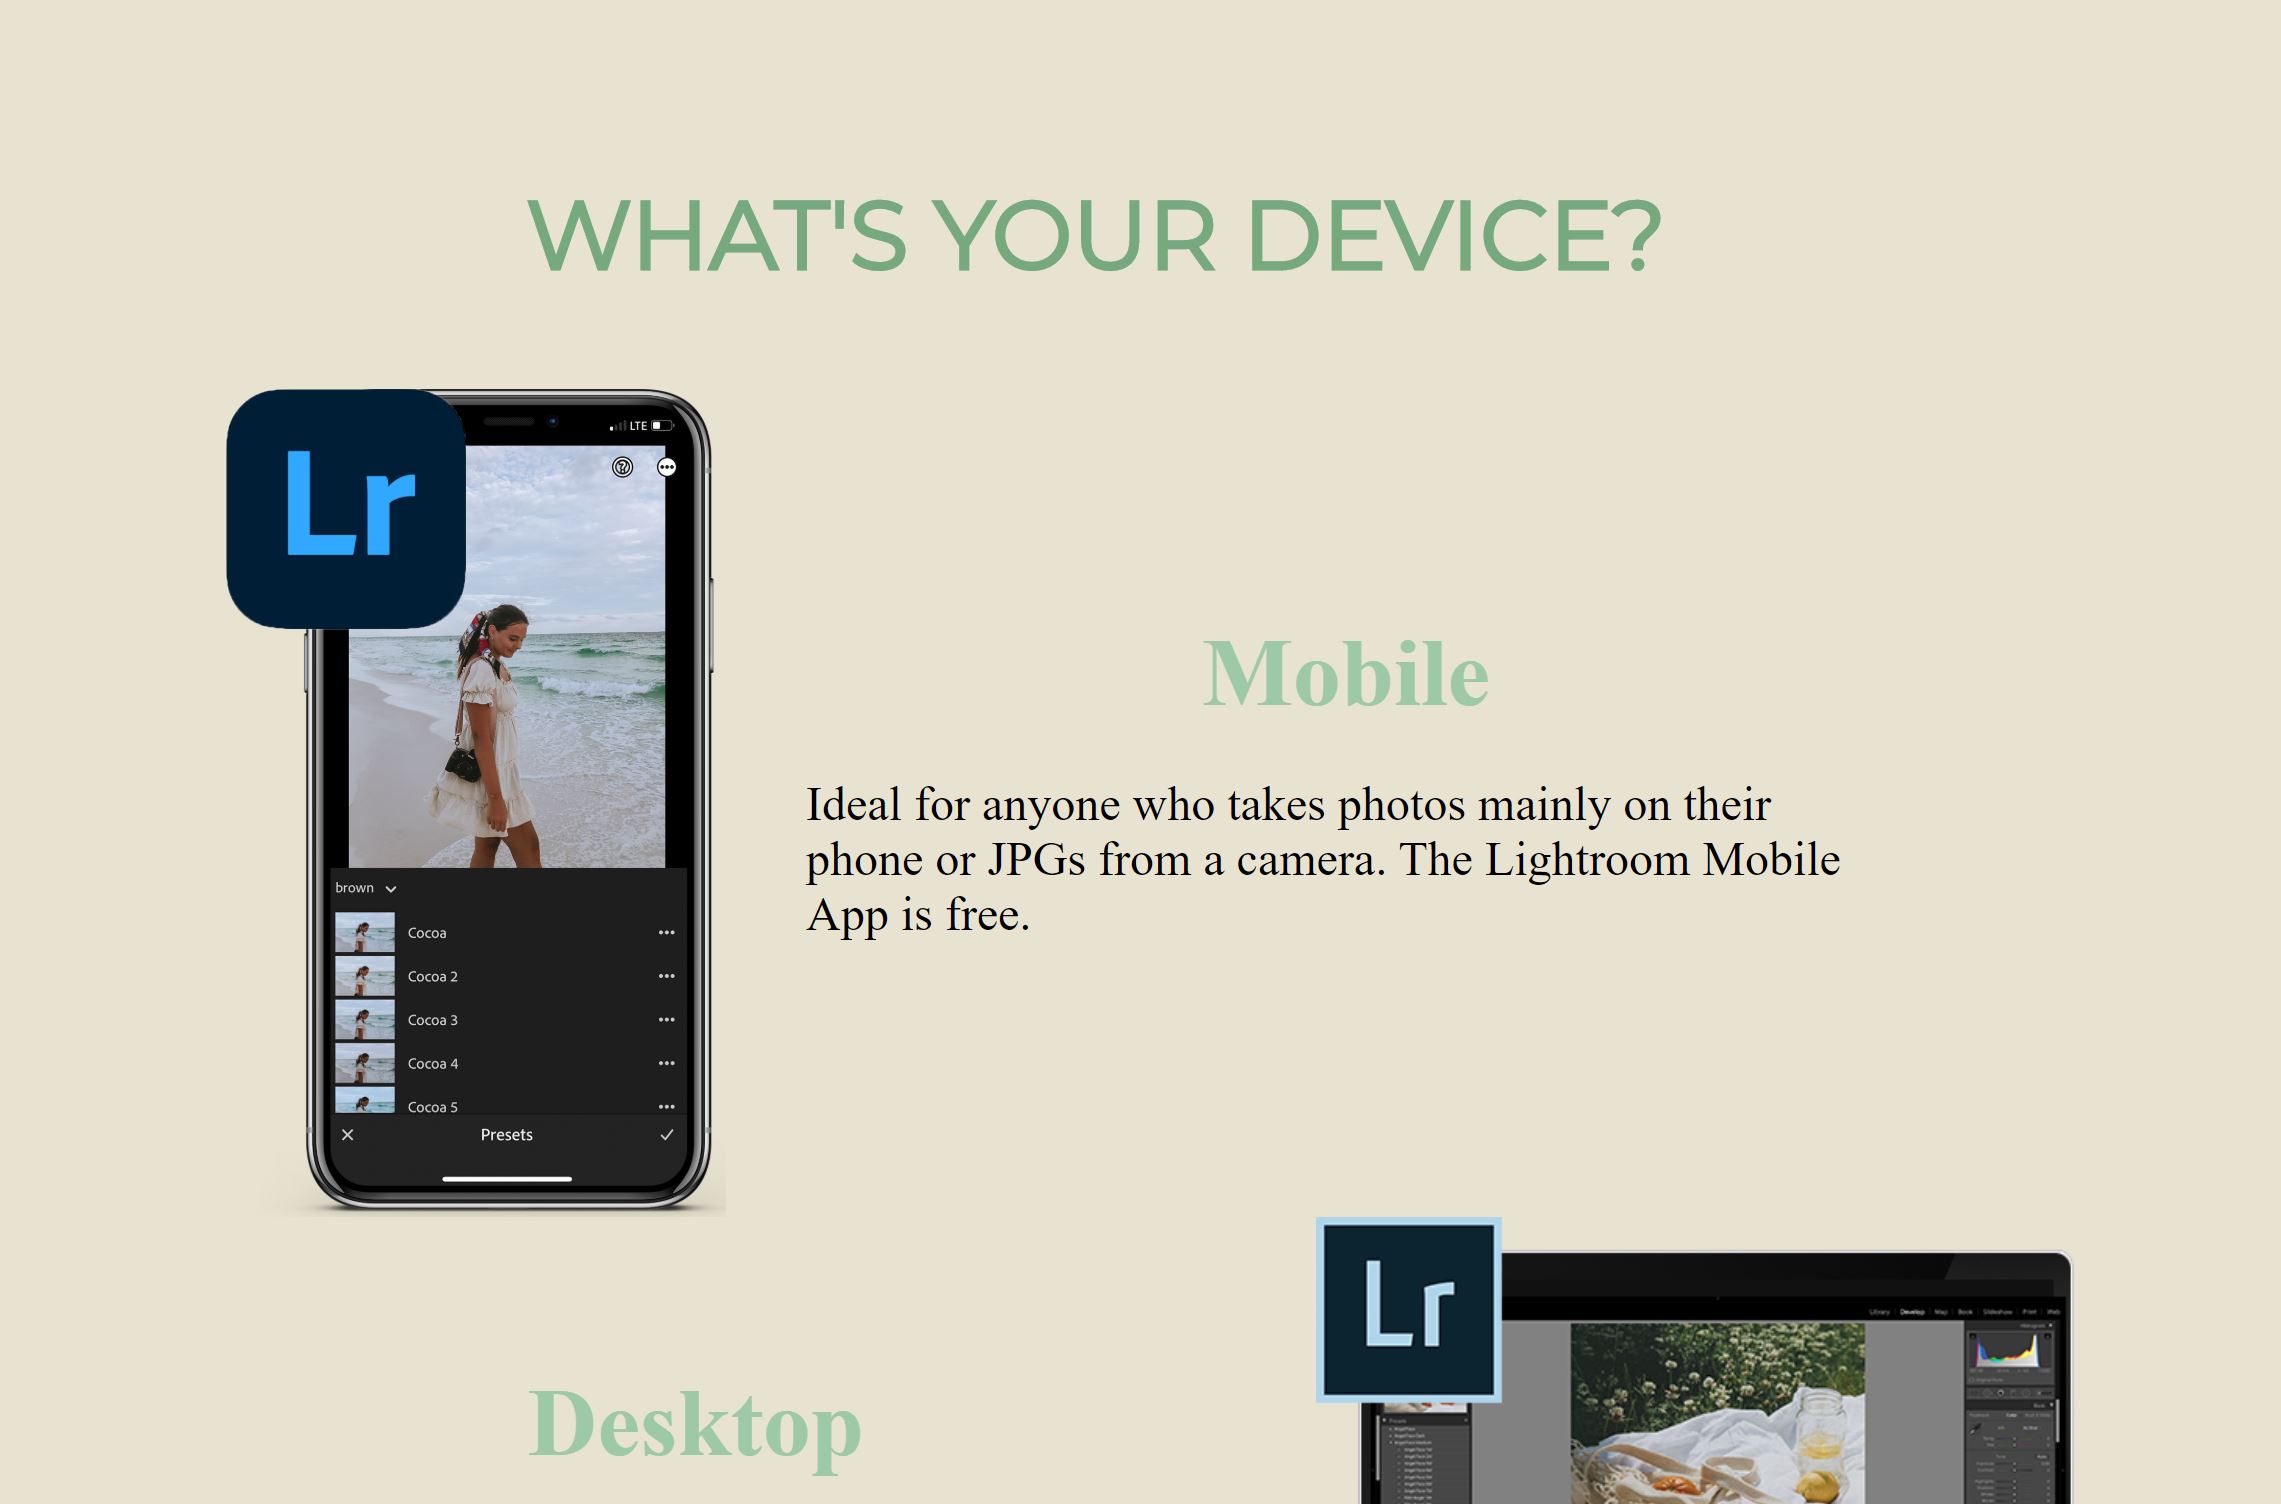 WHAT'S YOUR DEVICE?
Lr
LTE
Mobile
Ideal for anyone who takes photos mainly on their
phone or JPGs from a camera. The Lightroom Mobile
App is free.
brown
Cocoa
Cocoa 2
Cocoa 3
Cocoa 4
Cocoa 5
Presets
Lr
Library Develop Map Book Slideshow Print Web
Histogram
Desktop
Presets